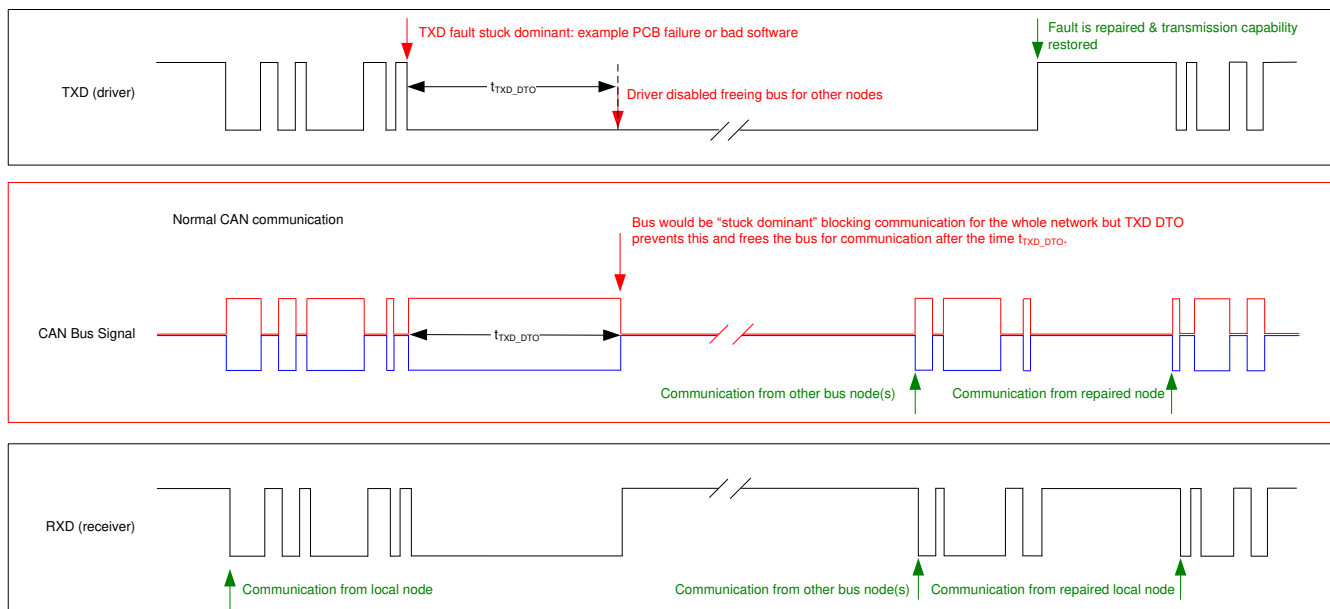 TXD fault stuck dominant: example PCB failure or bad software
Fault is repaired & transmission capability
restored
TXD (driver)
tTXD_DTO
Driver disabled freeing bus for other nodes
Normal CAN communication
Bus would be “stuck dominant” blocking communication for the whole network but TXD DTO
prevents this and frees the bus for communication after the time tTXD_DTO.
CAN Bus Signal
tTXD_DTO
Communication from other bus node(s)
Communication from repaired node
RXD (receiver)
Communication from local node
Communication from other bus node(s)
Communication from repaired local node